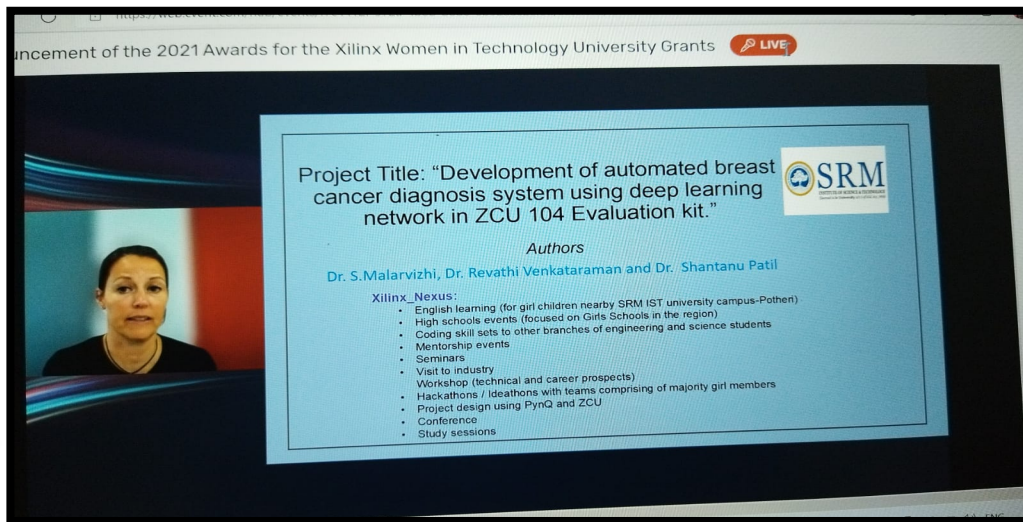 uncement of the 2021 Awards for the Xilinx Women in Technology University Grants
LIVE
Project Title: “Development of automated breast
cancer diagnosis system using deep learning
network in ZCU 104 Evaluation kit.”
SRM
INSTITUTE OF SCIENCE & TECHNOLOGY
Authors
Dr. S.Malarvizhi, Dr. Revathi Venkataraman and Dr. Shantanu Patil
Xilinx_Nexus:
• English learning (for girl children nearby SRM IST university campus-Potheri)
• High schools events (focused on Girls Schools in the region)
• Coding skill sets to other branches of engineering and science students
• Mentorship events
• Seminars
• Visit to industry
Workshop (technical and career prospects)
• Hackathons / Ideathons with teams comprising of majority girl members
• Project design using PynQ and ZCU
• Conference
• Study sessions